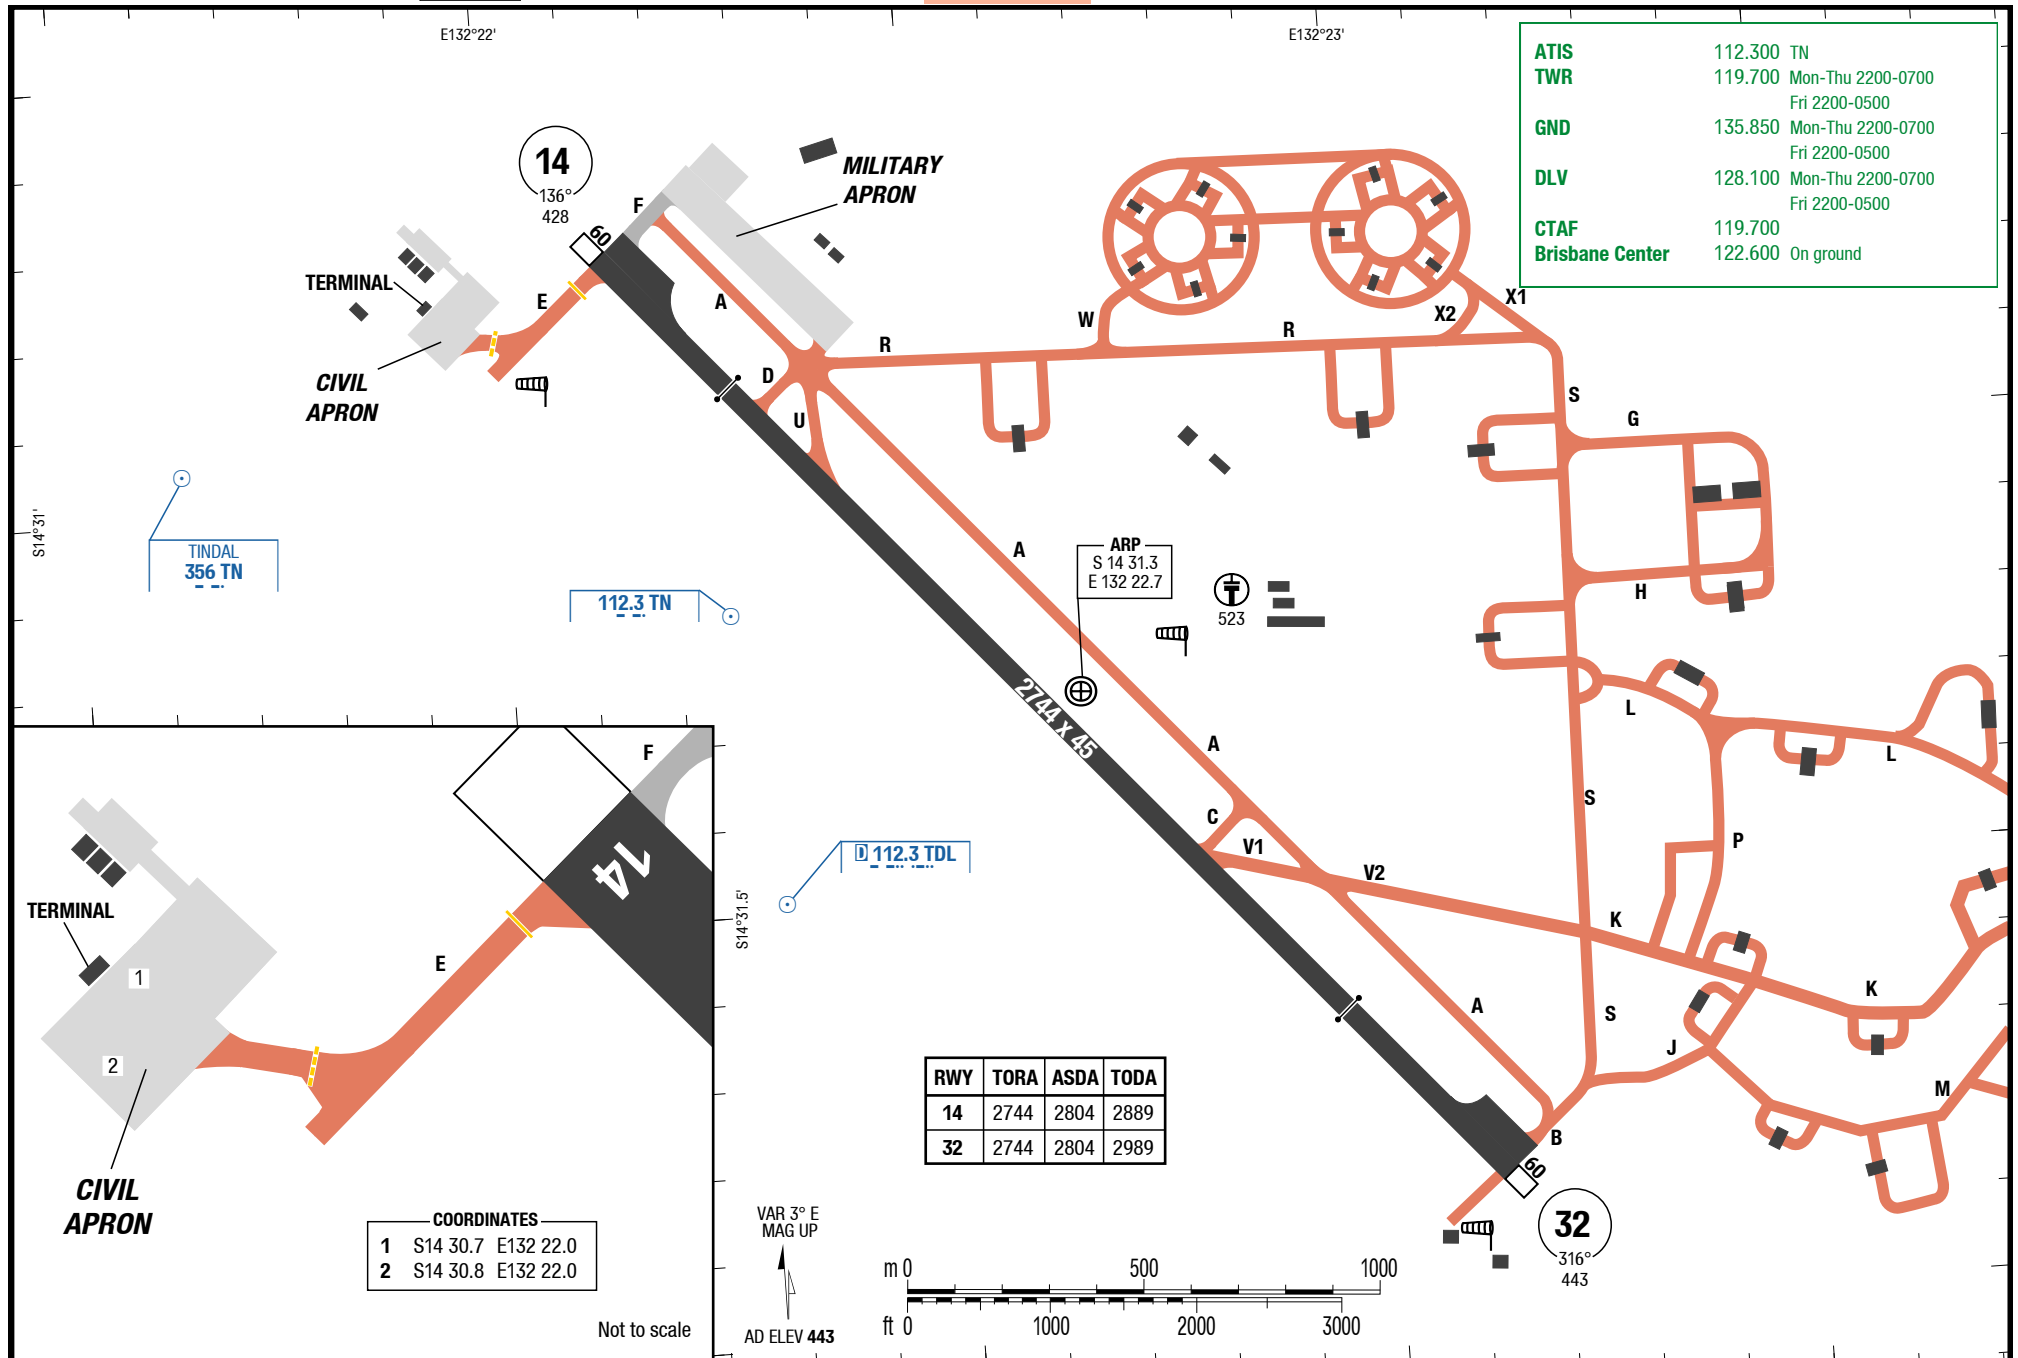 E132°22'
E132°23'
ATIS 112.300 TN
TWR 119.700 Mon-Thu 2200-0700
Fri 2200-0500
GND 135.850 Mon-Thu 2200-0700
Fri 2200-0500
DLV 128.100 Mon-Thu 2200-0700
Fri 2200-0500
CTAF 119.700
Brisbane Center 122.600 On ground
14
136°
428
60
F
MILITARY
APRON
TERMINAL
E
A
CIVIL
APRON
D
U
R
W
R
X2
X1
S
G
H
S14°31'
TINDAL
356 TN
112.3 TN
A
ARP
S 14 31.3
E 132 22.7
523
2744 x 45
A
C
V1
V2
L
L
S
P
K
K
S
J
M
A
B
60
32
316°
443
D 112.3 TDL
S14°31.5'
F
14
TERMINAL
1
2
E
CIVIL
APRON
COORDINATES
1 S14 30.7 E132 22.0
2 S14 30.8 E132 22.0
Not to scale
RWY TORA ASDA TODA
14 2744 2804 2889
32 2744 2804 2989
VAR 3° E
MAG UP
AD ELEV 443
m 0 500 1000
ft 0 1000 2000 3000